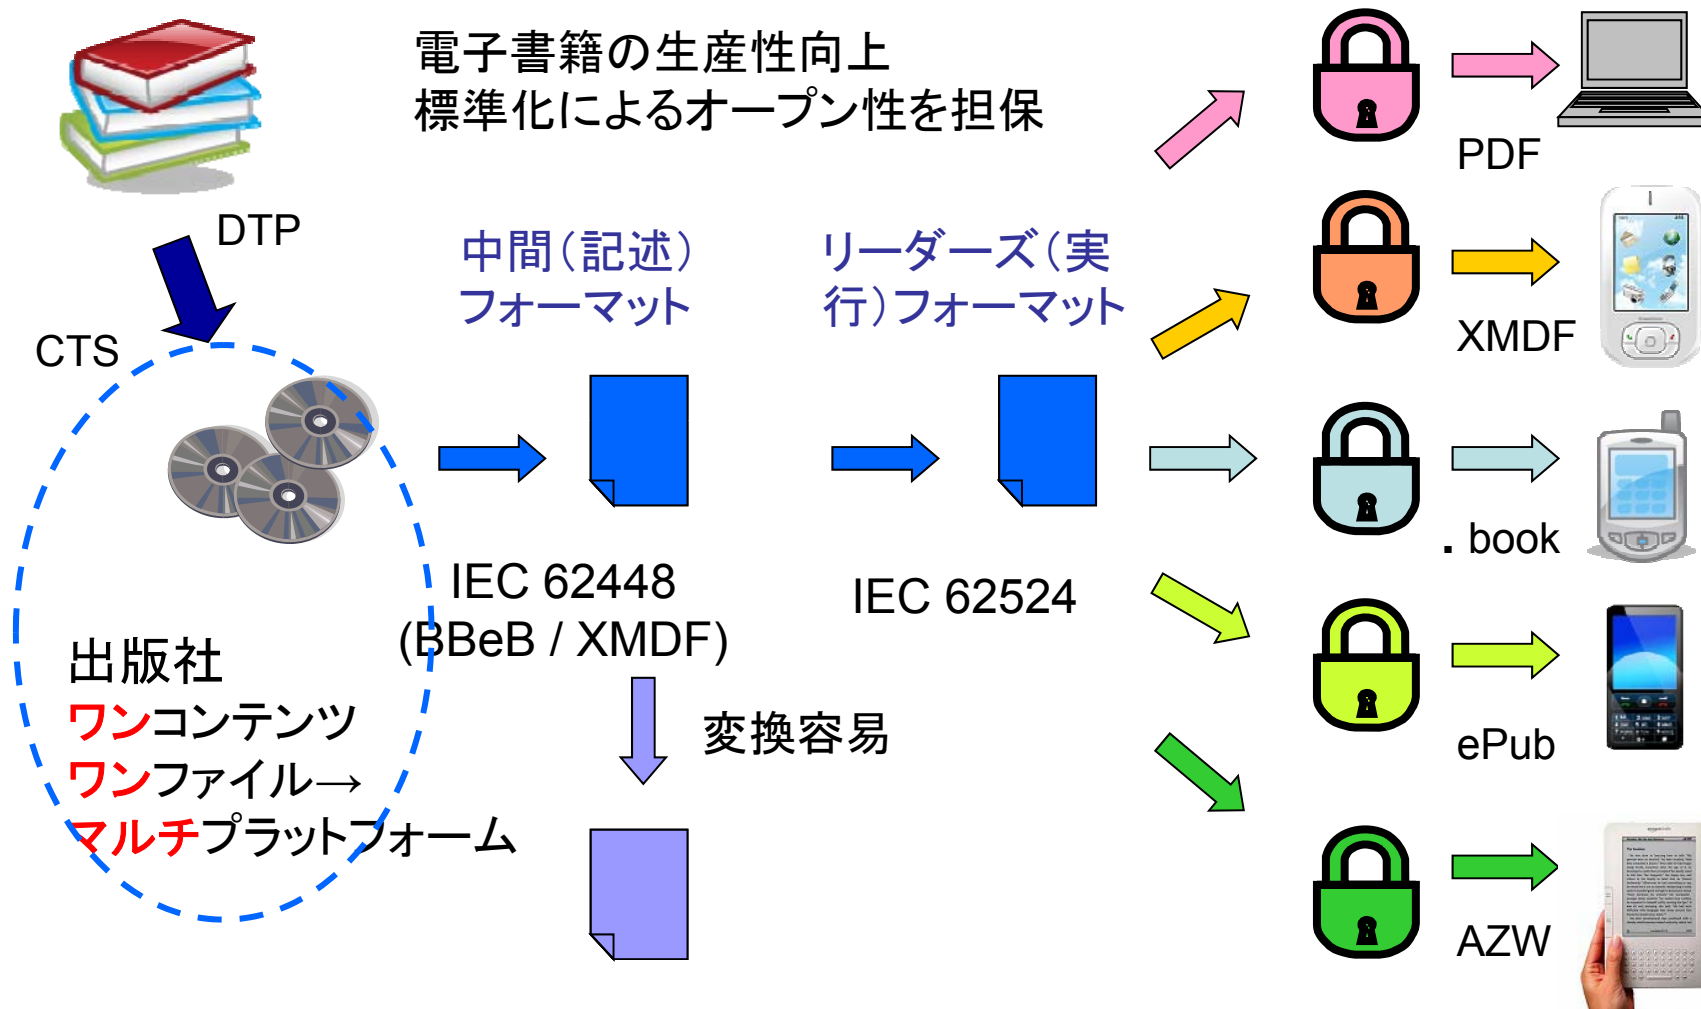 電子書籍の生産性向上
標準化によるオープン性を担保
DTP
CTS
中間（記述）
フォーマット
リーダーズ（実
行）フォーマット
IEC 62448
(BBeB / XMDF)
IEC 62524
変換容易
出版社
ワンコンテンツ
ワンファイル→
マルチプラットフォーム
PDF
XMDF
. book
ePub
AZW